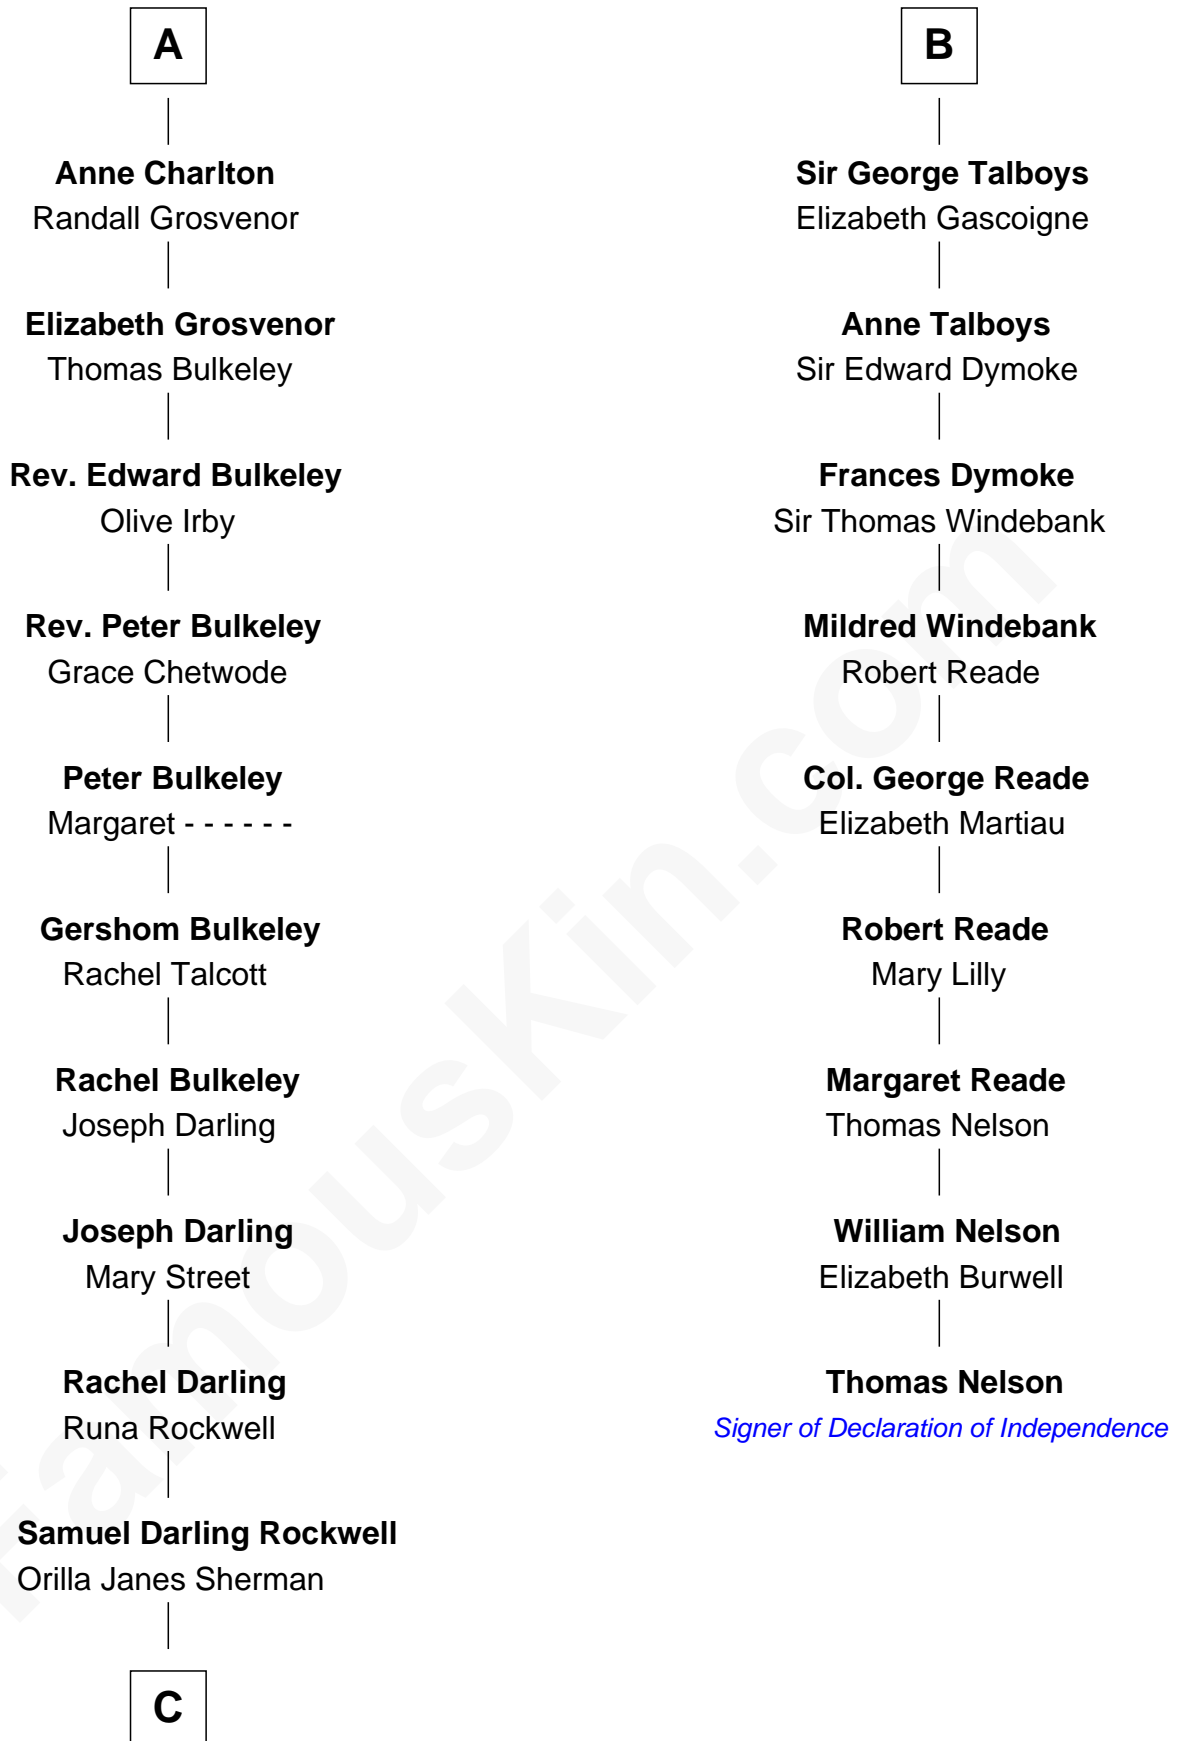 A
Anne Charlton
Randall Grosvenor
Elizabeth Grosvenor
Thomas Bulkeley
Rev. Edward Bulkeley
Olive Irby
Rev. Peter Bulkeley
Grace Chetwode
Peter Bulkeley
Margaret - - - - - -
Gershom Bulkeley
Rachel Talcott
Rachel Bulkeley
Joseph Darling
Joseph Darling
Mary Street
Rachel Darling
Runa Rockwell
Samuel Darling Rockwell
Orilla Janes Sherman
C
B
Sir George Talboys
Elizabeth Gascoigne
Anne Talboys
Sir Edward Dymoke
Frances Dymoke
Sir Thomas Windebank
Mildred Windebank
Robert Reade
Col. George Reade
Elizabeth Martiau
Robert Reade
Mary Lilly
Margaret Reade
Thomas Nelson
William Nelson
Elizabeth Burwell
Thomas Nelson
Signer of Declaration of Independence
FamousKin.com